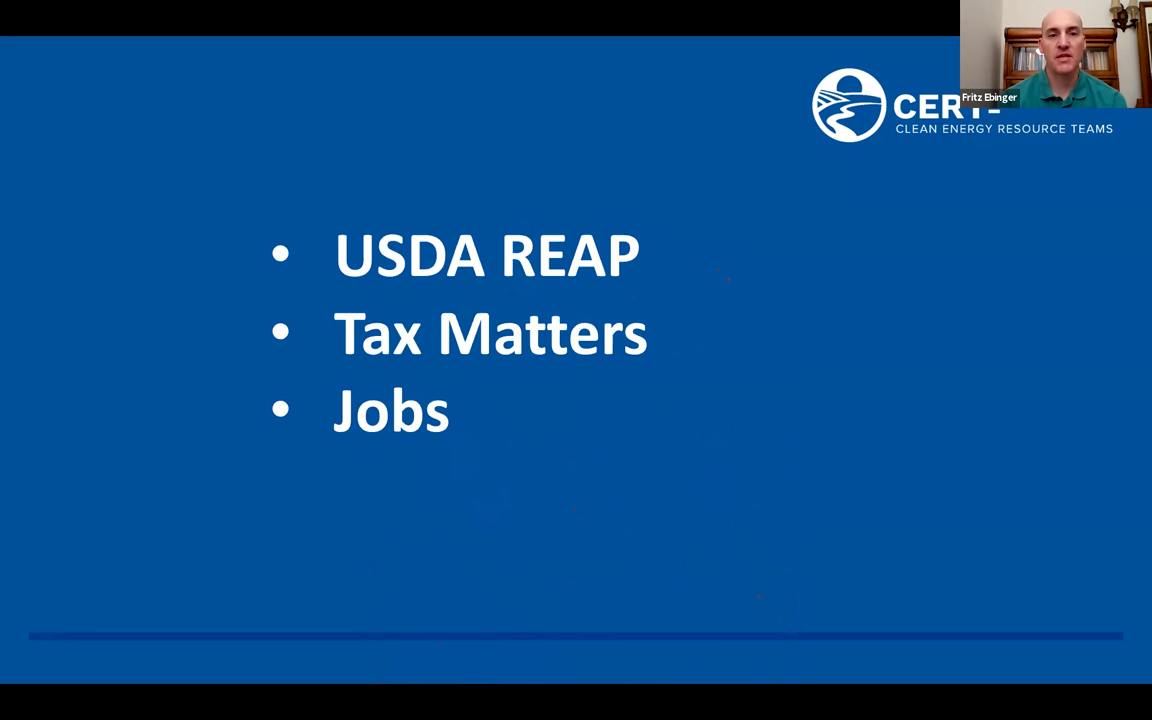 Fritz Ebinger
CERT
CLEAN ENERGY RESOURCE TEAMS
• USDA REAP
• Tax Matters
• Jobs